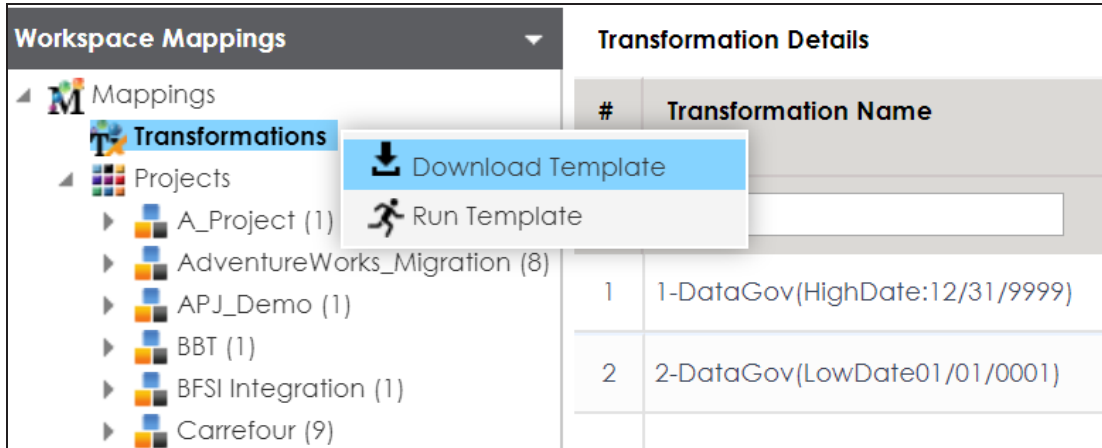 Workspace Mappings
Mappings
Transformations
Download Template
Run Template
Projects
A_Project (1)
AdventureWorks_Migration (8)
APJ_Demo (1)
BBT (1)
BFSI Integration (1)
Carrefour (9)
Transformation Details
# Transformation Name
1 1-DataGov(HighDate:12/31/9999)
2 2-DataGov(LowDate01/01/0001)